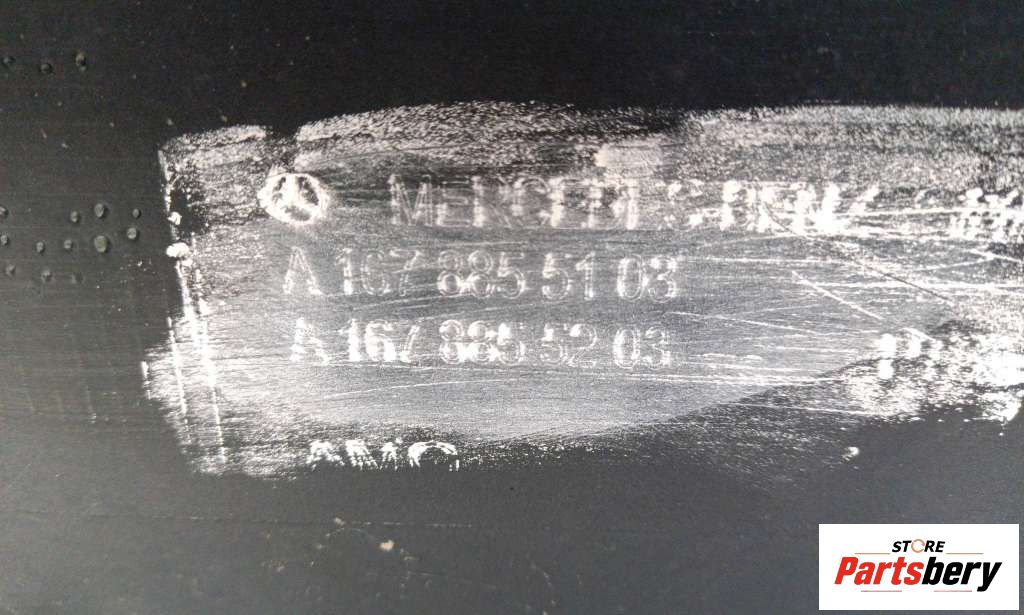 MERCEDES-BENZ
A 167 885 51 03
A 167 885 52 03
AMG
STORE
Partsbery